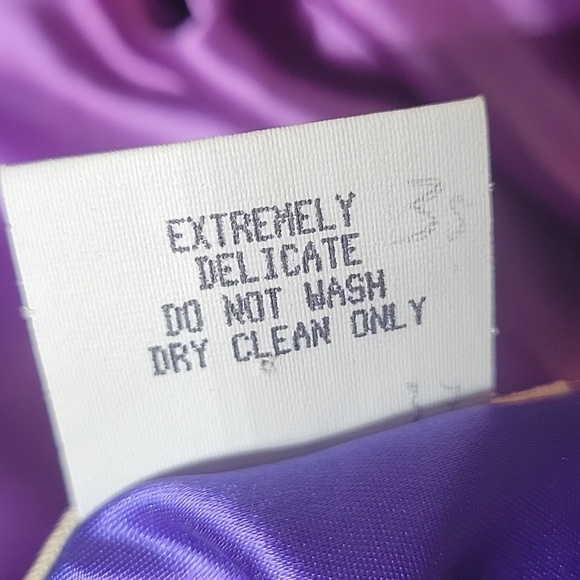 EXTREMELY
DELICATE
DO NOT WASH
DRY CLEAN ONLY